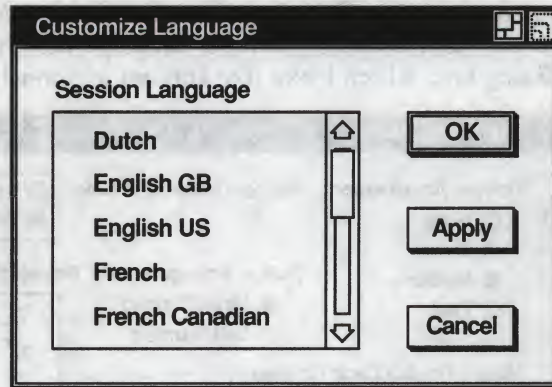 Customize Language
Session Language
Dutch
English GB
English US
French
French Canadian
OK
Apply
Cancel